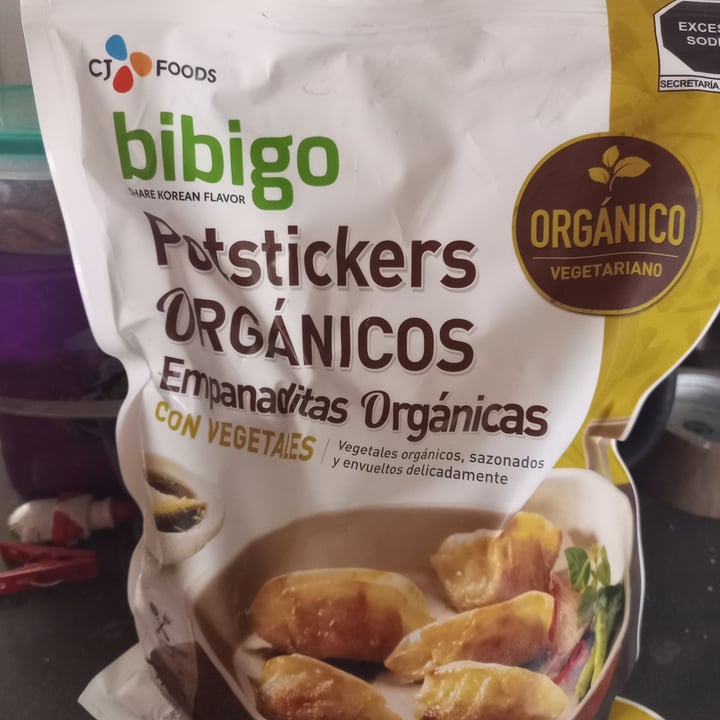 EXCES
SODI
SECRETARÍA
CJ FOODS
bibigo
SHARE KOREAN FLAVOR
Potstickers
ORGÁNICOS
Empanaditas Orgánicas
CON VEGETALES
Vegetales orgánicos, sazonados
y envueltos delicadamente
ORGÁNICO
VEGETARIANO